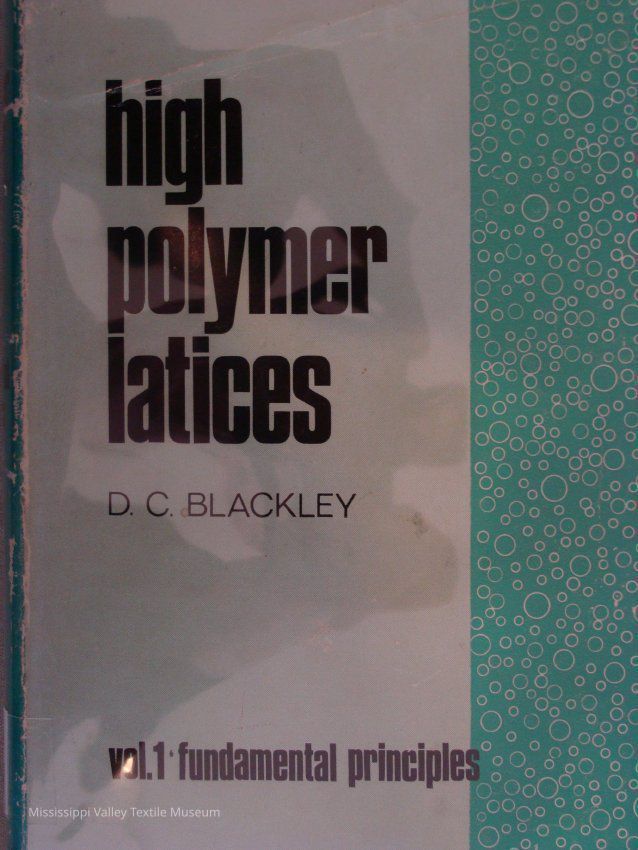 high
polymer
latices
D. C. BLACKLEY
vol.1 · fundamental principles
Mississippi Valley Textile Museum